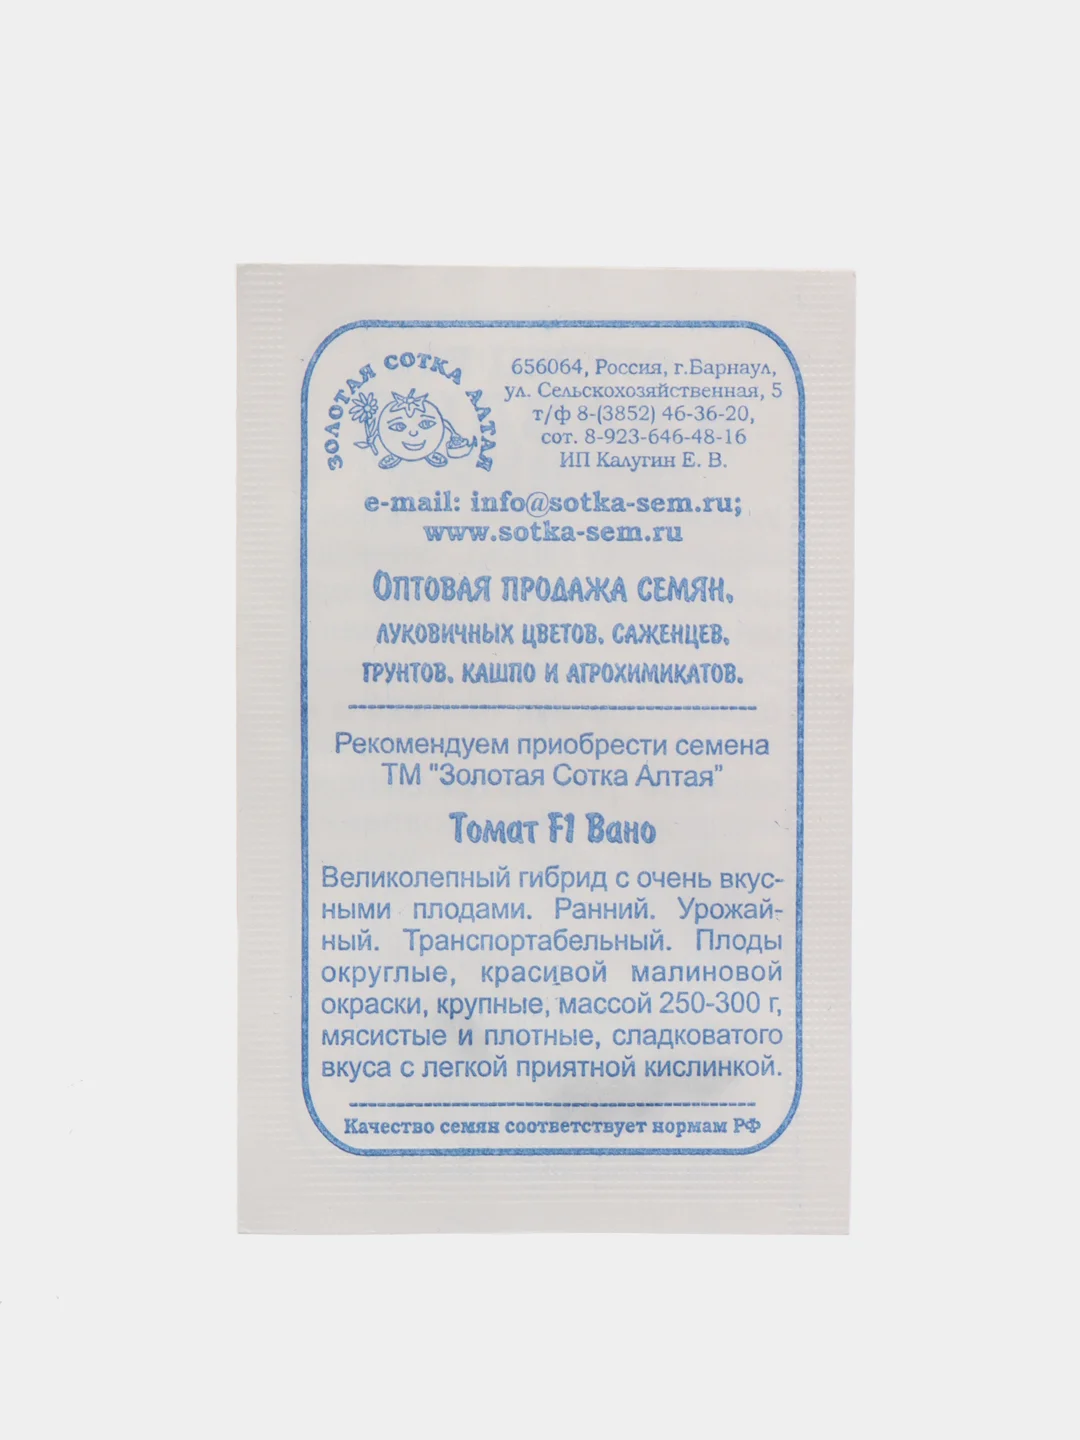 ЗОЛОТАЯ СОТКА АЛТАЯ
656064, Россия, г.Барнаул,
ул. Сельскохозяйственная, 5
т/ф 8-(3852) 46-36-20,
сот. 8-923-646-48-16
ИП Калугин Е. В.
e-mail: info@sotka-sem.ru;
www.sotka-sem.ru
Оптовая продажа семян,
луковичных цветов, саженцев,
грунтов, кашпо и агрохимикатов.
Рекомендуем приобрести семена
ТМ "Золотая Сотка Алтая"
Томат F1 Вано
Великолепный гибрид с очень вкус-
ными плодами. Ранний. Урожай-
ный. Транспортабельный. Плоды
округлые, красивой малиновой
окраски, крупные, массой 250-300 г,
мясистые и плотные, сладковатого
вкуса с легкой приятной кислинкой.
Качество семян соответствует нормам РФ